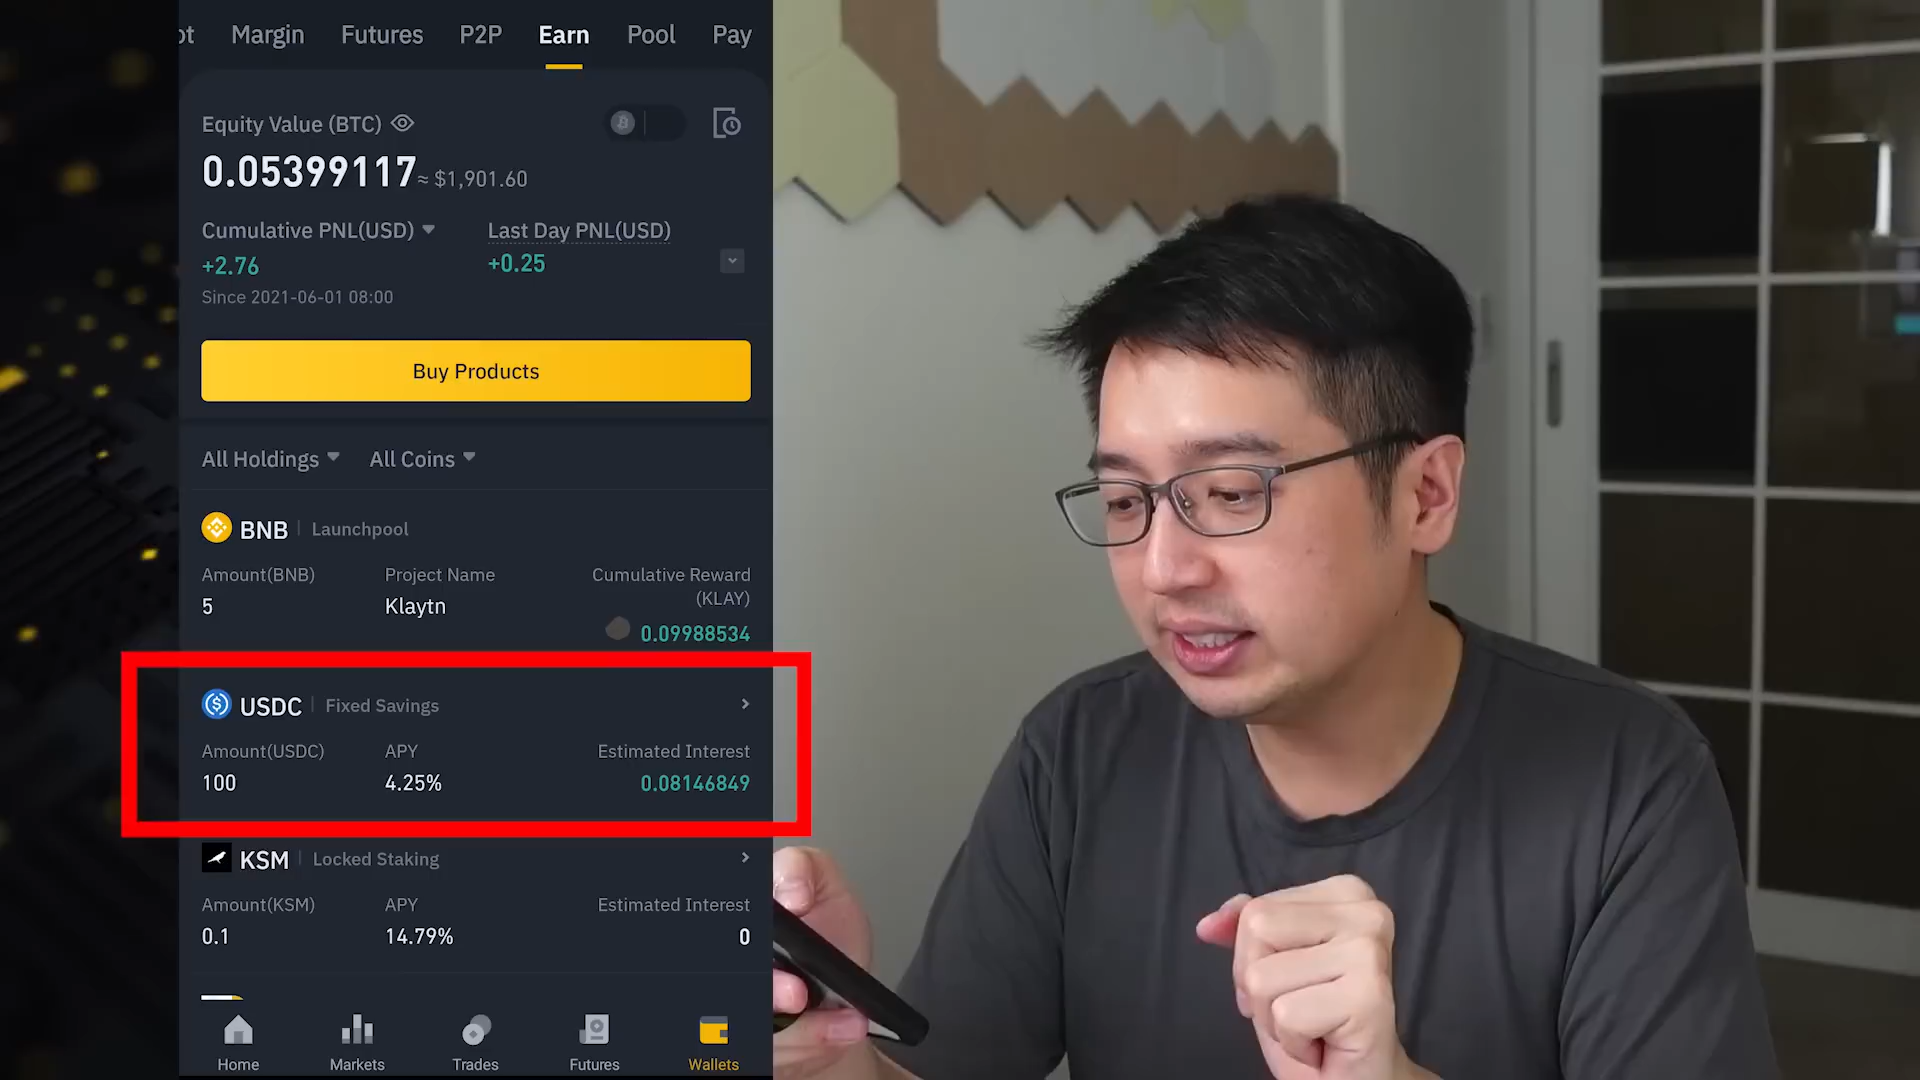 ot Margin Futures P2P Earn Pool Pay
Equity Value (BTC)
0.05399117 ≈ $1,901.60
Cumulative PNL(USD) Last Day PNL(USD)
+2.76 +0.25
Since 2021-06-01 08:00
Buy Products
All Holdings All Coins
BNB | Launchpool
Amount(BNB) Project Name Cumulative Reward
(KLAY)
5 Klaytn
0.09988534
USDC | Fixed Savings
Amount(USDC) APY Estimated Interest
100 4.25% 0.08146849
KSM | Locked Staking
Amount(KSM) APY Estimated Interest
0.1 14.79% 0
Home Markets Trades Futures Wallets